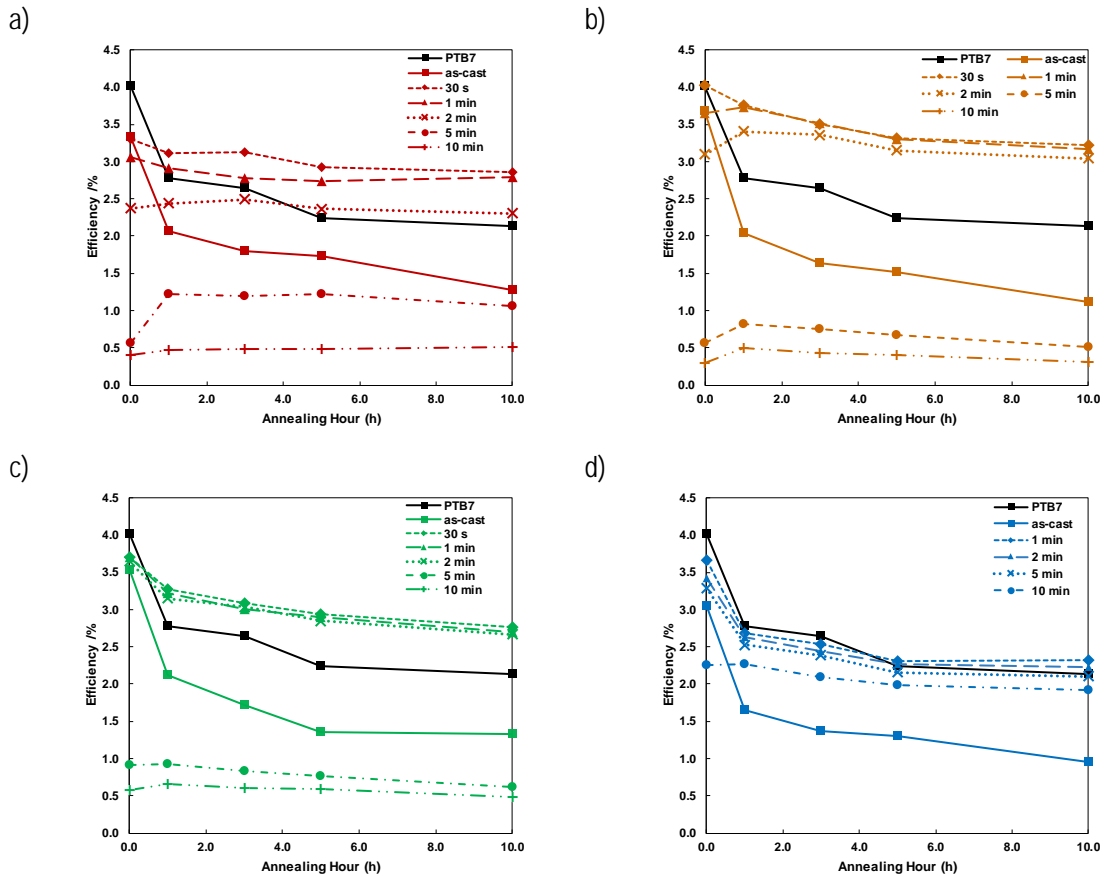 a)
4.5
4.0
3.5
3.0
2.5
2.0
1.5
1.0
0.5
0.0
Efficiency /%
PTB7
as-cast
30 s
1 min
2 min
5 min
10 min
0.0 2.0 4.0 6.0 8.0 10.0
Annealing Hour (h)
b)
4.5
4.0
3.5
3.0
2.5
2.0
1.5
1.0
0.5
0.0
Efficiency /%
PTB7 as-cast
30 s 1 min
2 min 5 min
10 min
0.0 2.0 4.0 6.0 8.0 10.0
Annealing Hour (h)
c)
4.5
4.0
3.5
3.0
2.5
2.0
1.5
1.0
0.5
0.0
Efficiency /%
PTB7
as-cast
30 s
1 min
2 min
5 min
10 min
0.0 2.0 4.0 6.0 8.0 10.0
Annealing Hour (h)
d)
4.5
4.0
3.5
3.0
2.5
2.0
1.5
1.0
0.5
0.0
Efficiency /%
PTB7
as-cast
1 min
2 min
5 min
10 min
0.0 2.0 4.0 6.0 8.0 10.0
Annealing Hour (h)